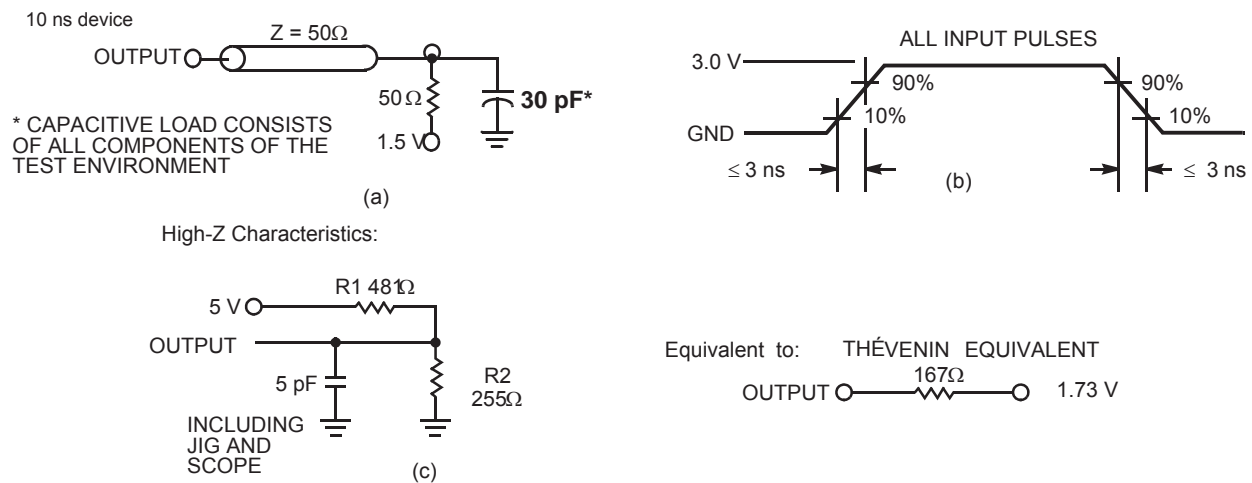 10 ns device
Z = 50Ω
OUTPUT
50 Ω
30 pF*
1.5 V
* CAPACITIVE LOAD CONSISTS
OF ALL COMPONENTS OF THE
TEST ENVIRONMENT
(a)
ALL INPUT PULSES
3.0 V
90%
90%
10%
10%
GND
≤ 3 ns
≤ 3 ns
(b)
High-Z Characteristics:
R1 481Ω
5 V
OUTPUT
5 pF
R2
255Ω
INCLUDING
JIG AND
SCOPE
(c)
Equivalent to: THÉVENIN EQUIVALENT
167Ω
OUTPUT
1.73 V